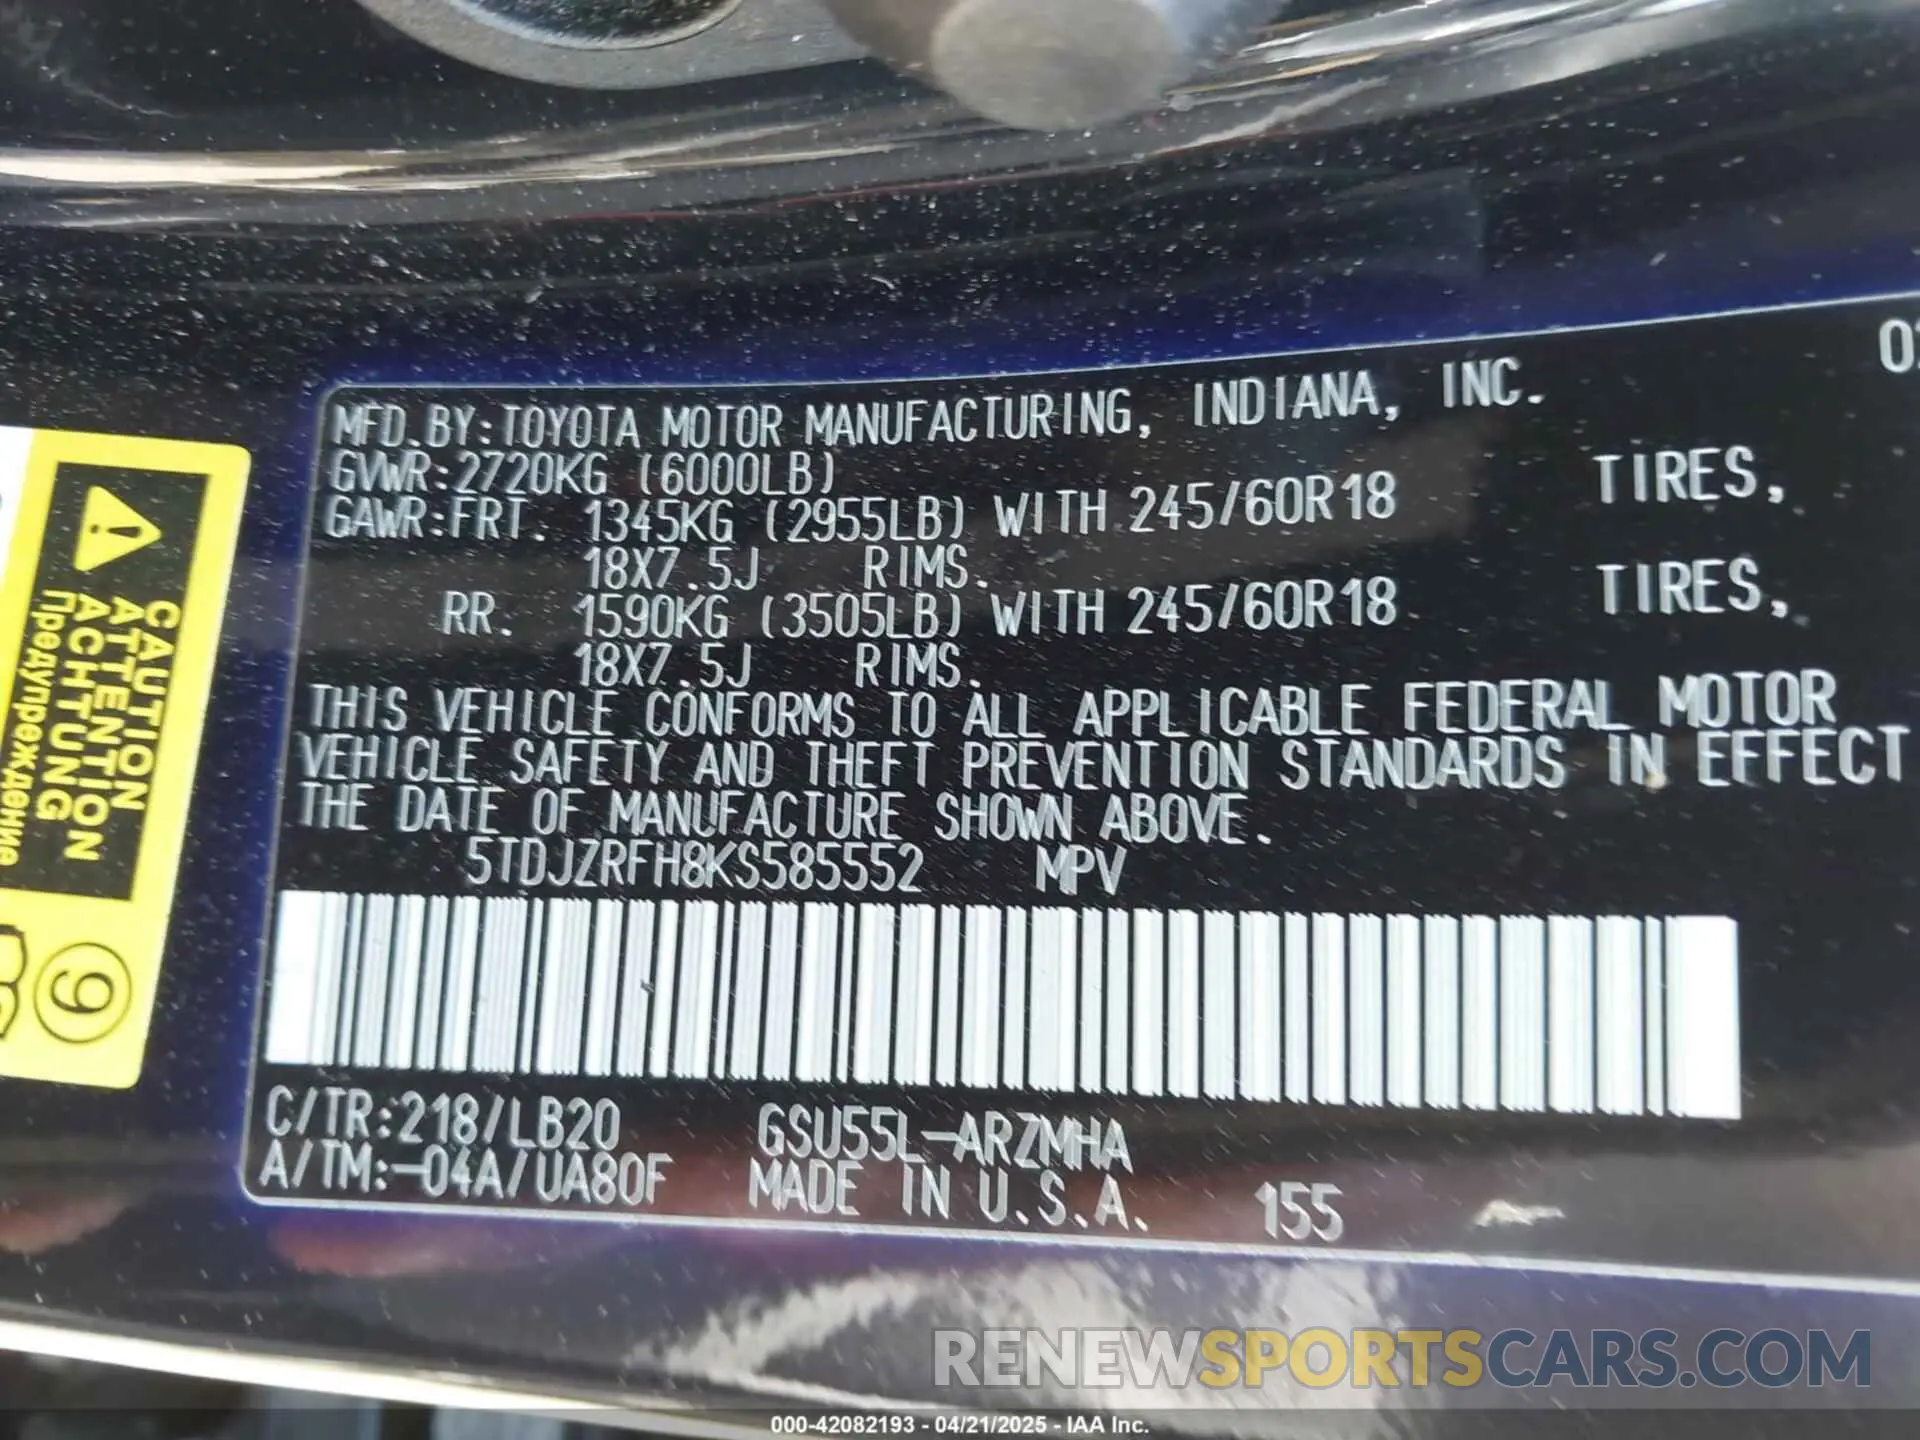 MFD.BY:TOYOTA MOTOR MANUFACTURING, INDIANA, INC.
GVWR:2720KG (6000LB)
GAWR:FRT. 1345KG (2955LB) WITH 245/60R18 TIRES,
18X7.5J RIMS.
RR. 1590KG (3505LB) WITH 245/60R18 TIRES,
18X7.5J RIMS.
THIS VEHICLE CONFORMS TO ALL APPLICABLE FEDERAL MOTOR
VEHICLE SAFETY AND THEFT PREVENTION STANDARDS IN EFFECT
THE DATE OF MANUFACTURE SHOWN ABOVE.
5TDJZRFH8KS585552 MPV
C/TR:218/LB20 GSU55L-ARZMHA
A/TM:-04A/UA80F MADE IN U.S.A. 155
CAUTION
ATTENTION
ACHTUNG
Предупреждение
9
RENEWSPORTSCARS.COM
000-42082193 - 04/21/2025 - IAA Inc.